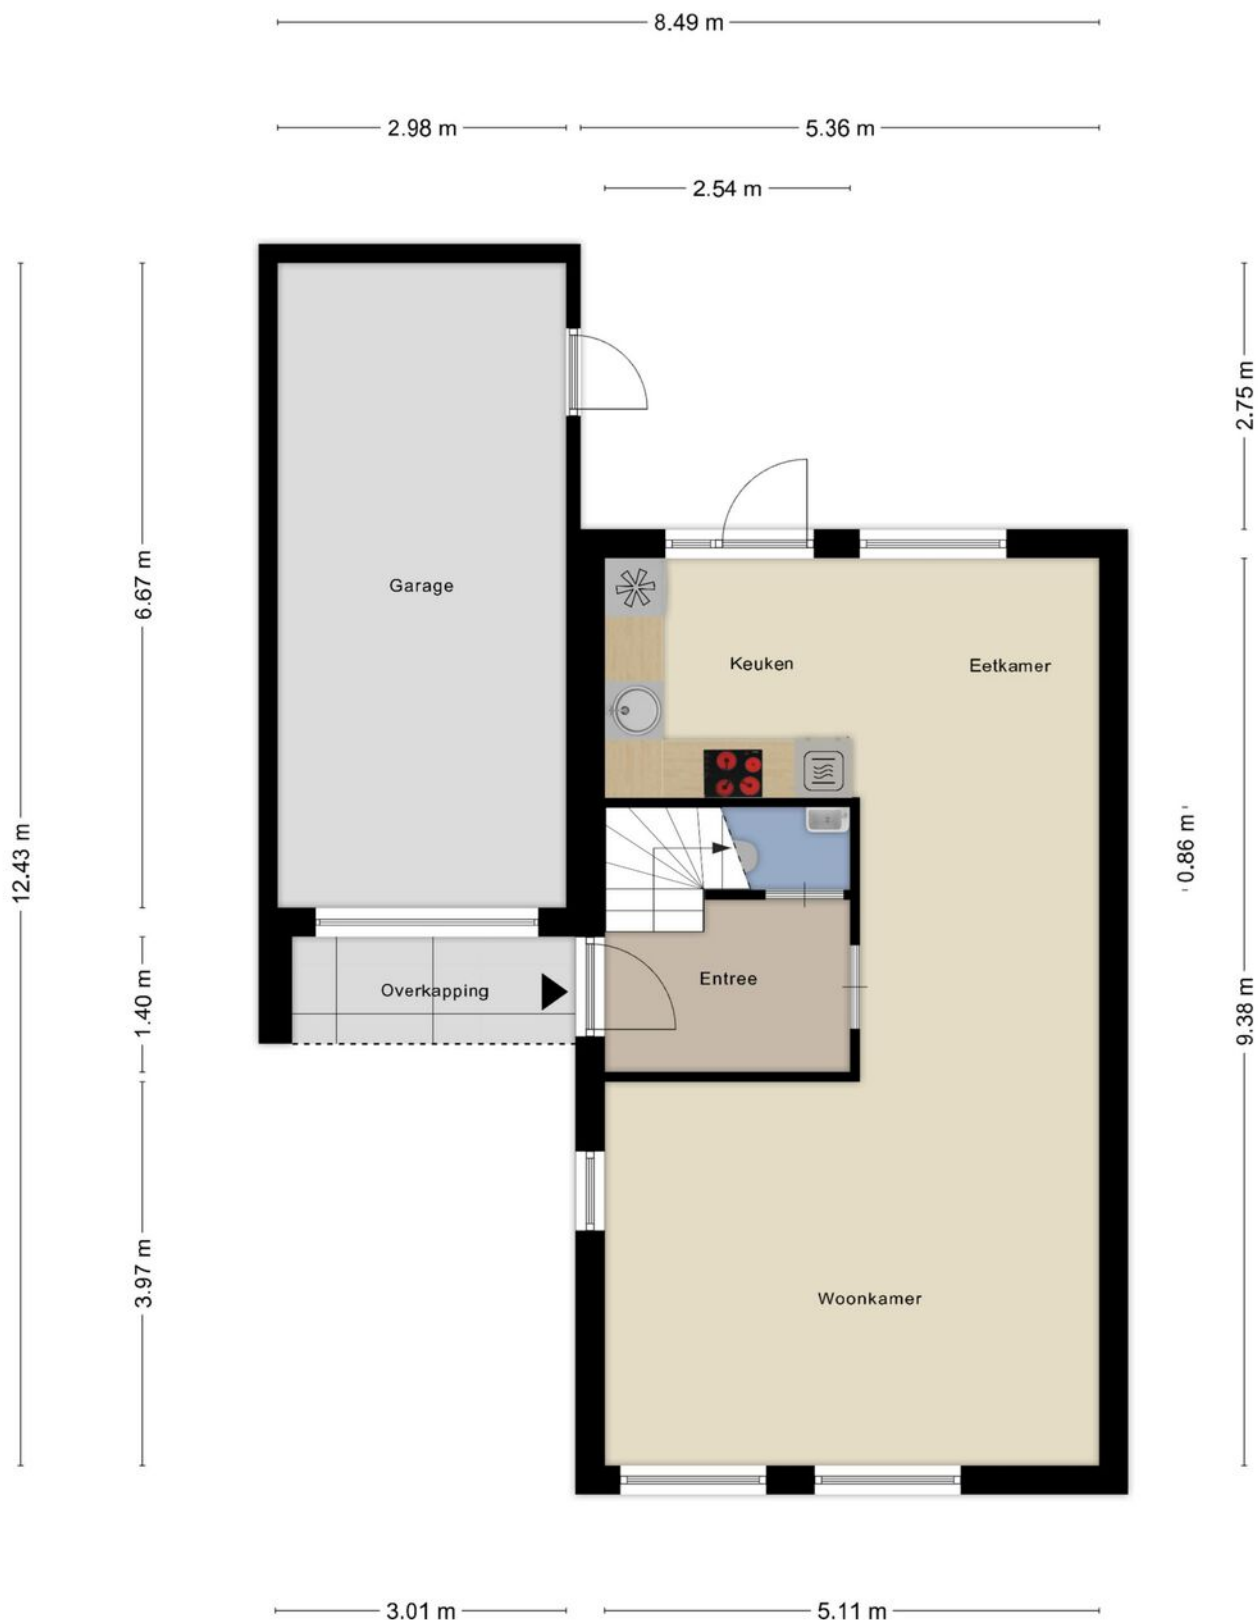 8.49 m
2.98 m
5.36 m
2.54 m
2.75 m
6.67 m
Garage
Keuken
Eetkamer
12.43 m
0.86 m
Entree
Overkapping
1.40 m
9.38 m
3.97 m
Woonkamer
3.01 m
5.11 m